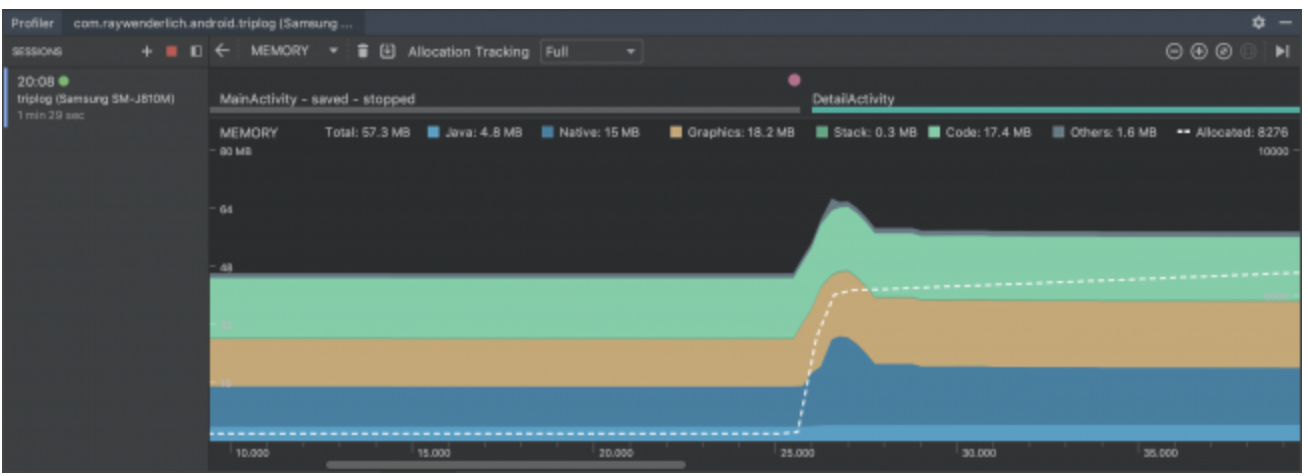 Profiler com.raywenderlich.android.triplog (Samsung ...
SESSIONS MEMORY Allocation Tracking Full
20:08
triplog (Samsung SM-J810M)
1 min 29 sec
MainActivity - saved - stopped DetailActivity
MEMORY Total: 57.3 MB Java: 4.8 MB Native: 15 MB Graphics: 18.2 MB Stack: 0.3 MB Code: 17.4 MB Others: 1.6 MB Allocated: 8276
80 MB 10000
64
48
32
16
10.000 15.000 20.000 25.000 30.000 35.000